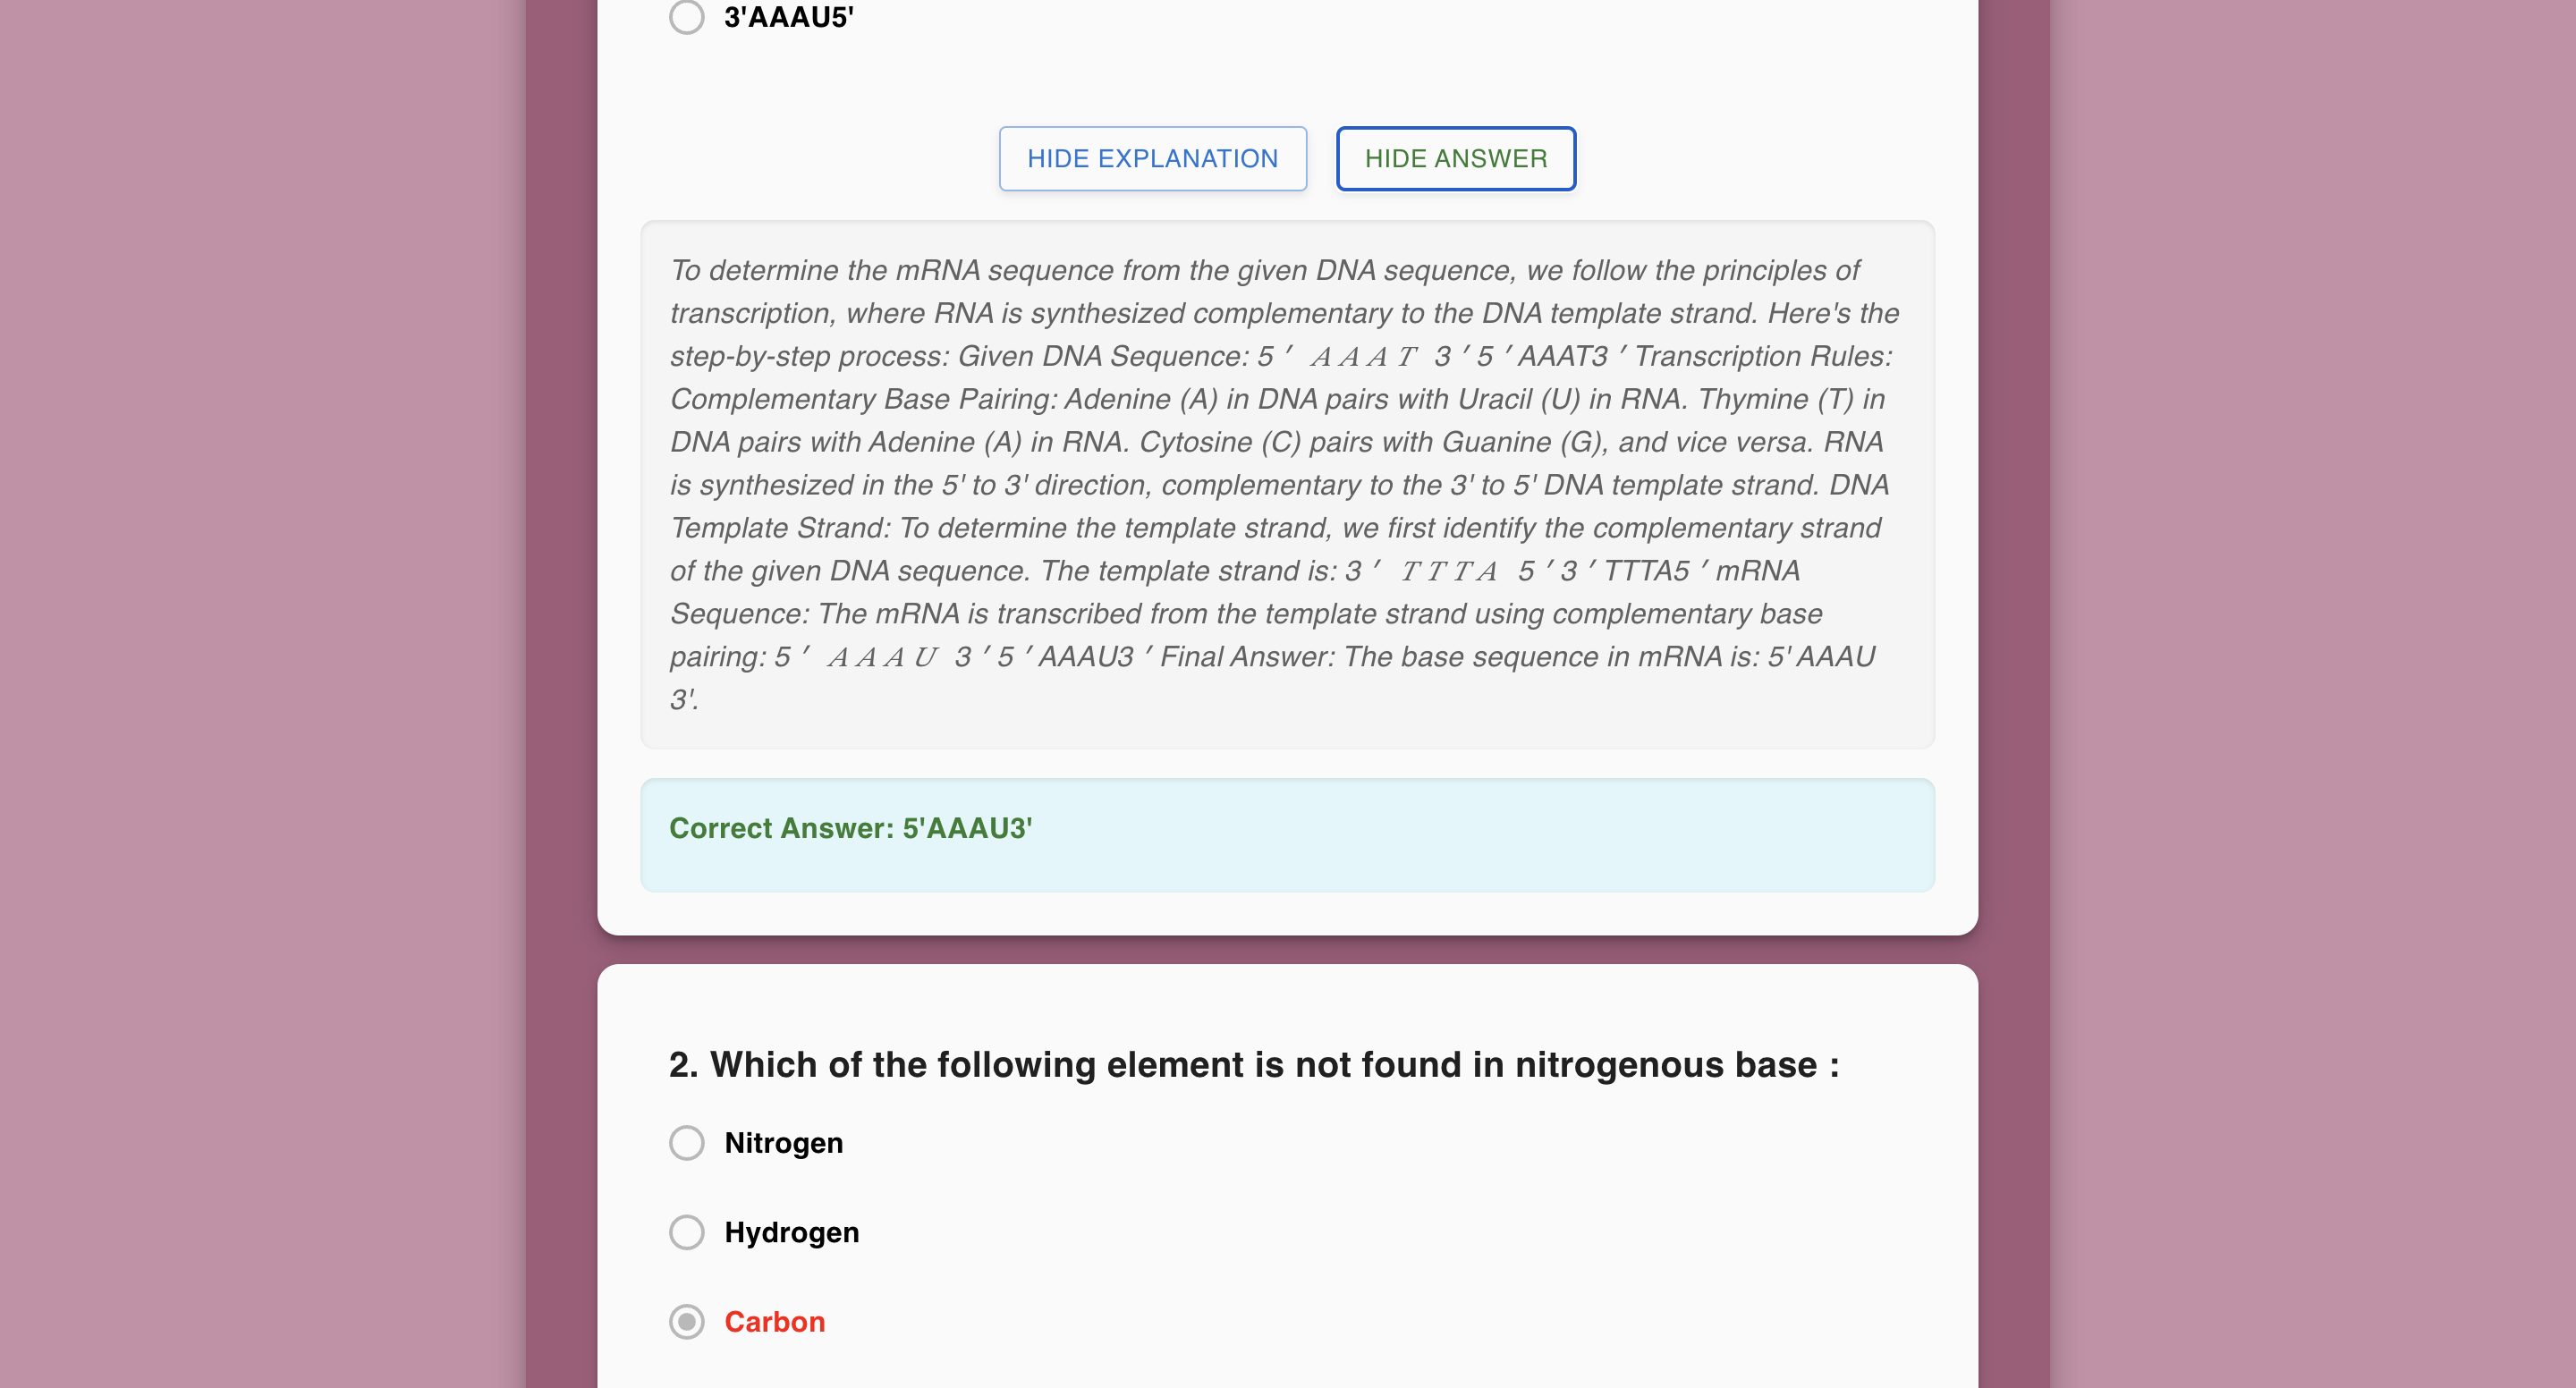 3'AAAU5'
HIDE EXPLANATION
HIDE ANSWER
To determine the mRNA sequence from the given DNA sequence, we follow the principles of
transcription, where RNA is synthesized complementary to the DNA template strand. Here's the
step-by-step process: Given DNA Sequence: 5 ′ 𝐴 𝐴 𝐴 𝑇 3 ′ 5 ′ AAAT3 ′ Transcription Rules:
Complementary Base Pairing: Adenine (A) in DNA pairs with Uracil (U) in RNA. Thymine (T) in
DNA pairs with Adenine (A) in RNA. Cytosine (C) pairs with Guanine (G), and vice versa. RNA
is synthesized in the 5' to 3' direction, complementary to the 3' to 5' DNA template strand. DNA
Template Strand: To determine the template strand, we first identify the complementary strand
of the given DNA sequence. The template strand is: 3 ′ 𝑇 𝑇 𝑇 𝐴 5 ′ 3 ′ TTTA5 ′ mRNA
Sequence: The mRNA is transcribed from the template strand using complementary base
pairing: 5 ′ 𝐴 𝐴 𝐴 𝑈 3 ′ 5 ′ AAAU3 ′ Final Answer: The base sequence in mRNA is: 5' AAAU
3'.
Correct Answer: 5'AAAU3'
2. Which of the following element is not found in nitrogenous base :
Nitrogen
Hydrogen
Carbon